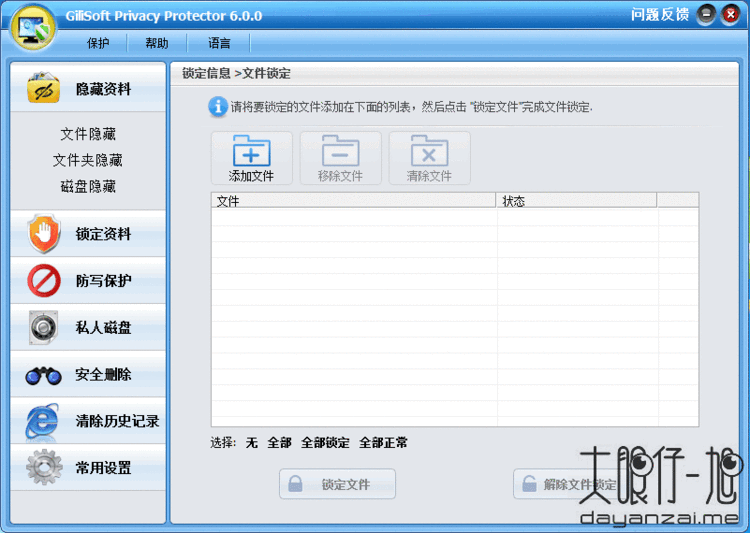 GiliSoft Privacy Protector 6.0.0
问题反馈
保护 帮助 语言
隐藏资料
文件隐藏
文件夹隐藏
磁盘隐藏
锁定资料
防写保护
私人磁盘
安全删除
清除历史记录
常用设置
锁定信息 >文件锁定
请将要锁定的文件添加在下面的列表，然后点击 "锁定文件"完成文件锁定.
添加文件 移除文件 清除文件
文件 状态
选择: 无 全部 全部锁定 全部正常
锁定文件 解除文件锁定
大眼仔~旭
dayanzai.me